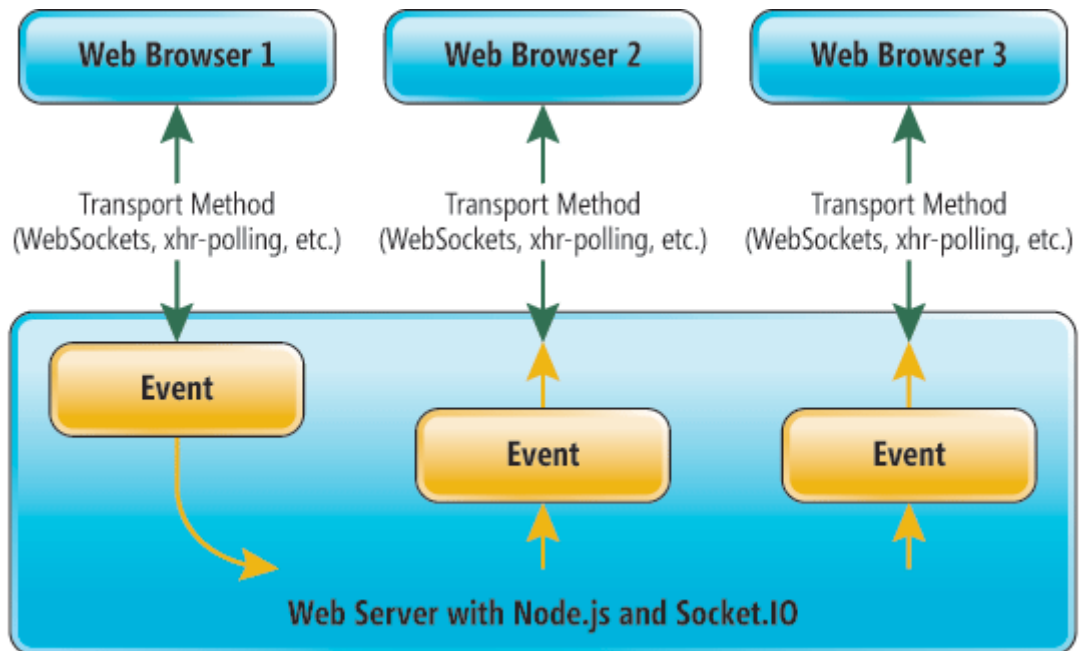 Web Browser 1
Web Browser 2
Web Browser 3
Transport Method
(WebSockets, xhr-polling, etc.)
Transport Method
(WebSockets, xhr-polling, etc.)
Transport Method
(WebSockets, xhr-polling, etc.)
Event
Event
Event
Web Server with Node.js and Socket.IO